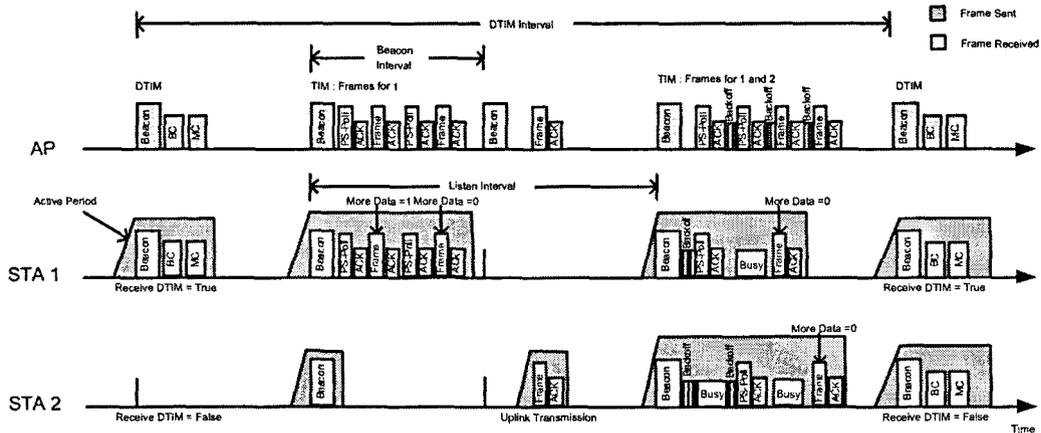 DTIM Interval
Frame Sent
Frame Received
Beacon
Interval
DTIM
TIM : Frames for 1
TIM : Frames for 1 and 2
DTIM
AP
Beacon
BC
MC
Beacon
PS-Poll
ACK
Frame
ACK
PS-Poll
ACK
Frame
ACK
Beacon
Frame
ACK
Beacon
PS-Poll
ACK
Backoff
PS-Poll
ACK
Backoff
Frame
ACK
Backoff
Frame
ACK
Beacon
BC
MC
Listen Interval
Active Period
More Data =1
More Data =0
More Data =0
STA 1
Beacon
BC
MC
Beacon
PS-Poll
ACK
Frame
ACK
PS-Poll
ACK
Frame
ACK
Beacon
Backoff
PS-Poll
ACK
Busy
Frame
ACK
Beacon
BC
MC
Receive DTIM = True
Receive DTIM = True
More Data =0
STA 2
Beacon
Frame
ACK
Beacon
Backoff
Busy
Backoff
PS-Poll
ACK
Busy
Frame
ACK
Beacon
BC
MC
Receive DTIM = False
Uplink Transmission
Receive DTIM = False
Time